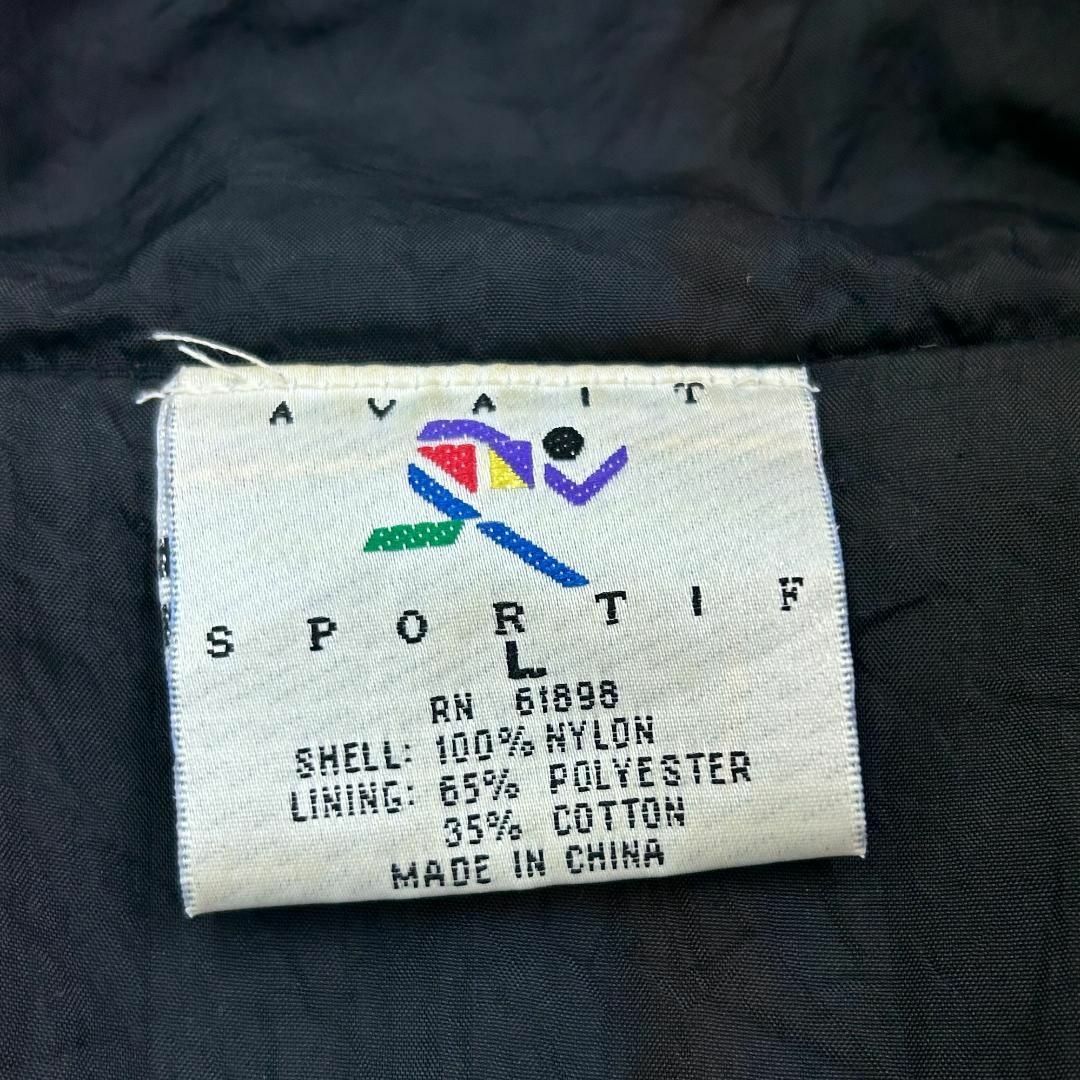 AVAIT
SPORTIF
L
RN 61898
SHELL: 100% NYLON
LINING: 65% POLYESTER
35% COTTON
MADE IN CHINA